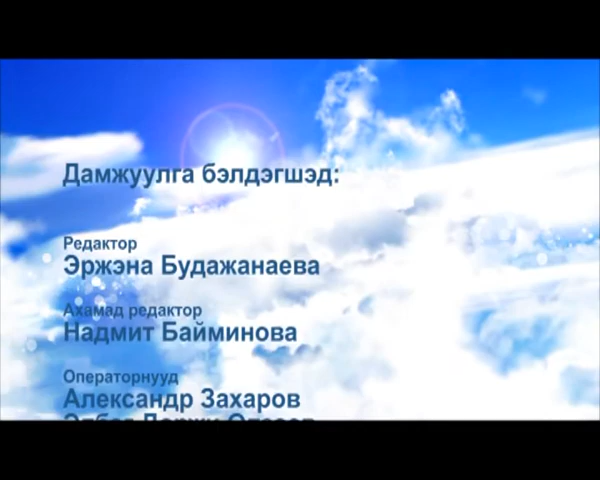 Дамжуулга бэлдэгшэд:
Редактор
Эржэна Будажанаева
Ахамад редактор
Надмит Байминова
Операторнууд
Александр Захаров